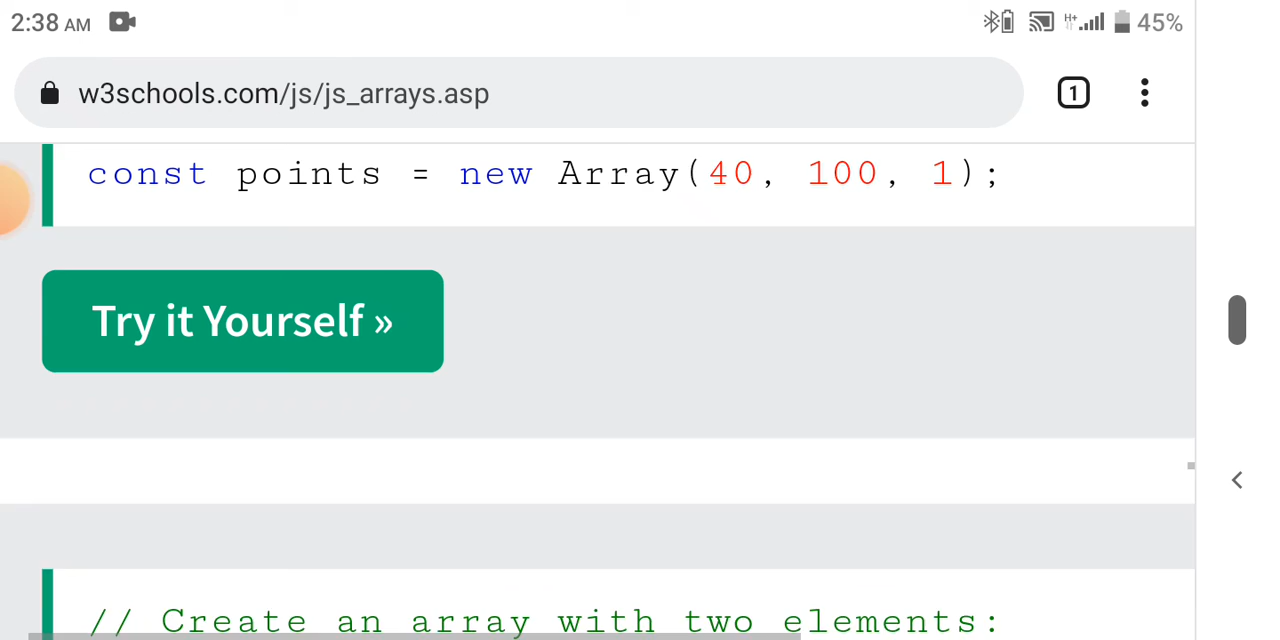 2:38 AM H+ 45%
w3schools.com/js/js_arrays.asp 1
const points = new Array(40, 100, 1);
Try it Yourself »
// Create an array with two elements: